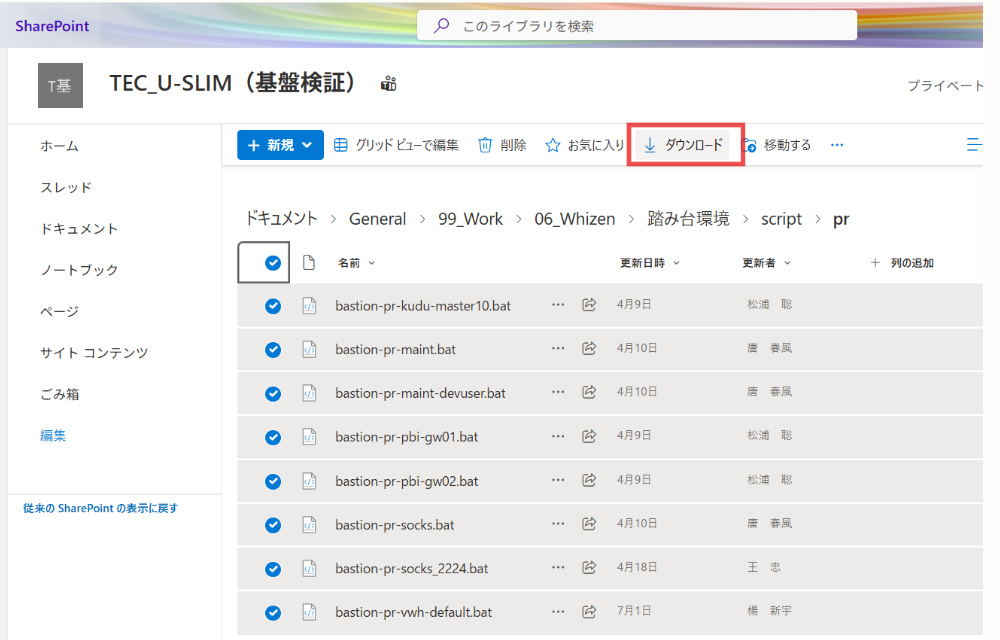 SharePoint
このライブラリを検索
T基
TEC_U-SLIM（基盤検証）
プライベート
ホーム
スレッド
ドキュメント
ノートブック
ページ
サイト コンテンツ
ごみ箱
編集
従来の SharePoint の表示に戻す
＋ 新規 グリッド ビューで編集 削除 お気に入り ダウンロード 移動する ···
ドキュメント > General > 99_Work > 06_Whizen > 踏み台環境 > script > pr
名前 更新日時 更新者 ＋ 列の追加
bastion-pr-kudu-master10.bat ··· 4月9日 松浦 聡
bastion-pr-maint.bat ··· 4月10日 唐 春風
bastion-pr-maint-devuser.bat ··· 4月10日 唐 春風
bastion-pr-pbi-gw01.bat ··· 4月9日 松浦 聡
bastion-pr-pbi-gw02.bat ··· 4月9日 松浦 聡
bastion-pr-socks.bat ··· 4月10日 唐 春風
bastion-pr-socks_2224.bat ··· 4月18日 王 忠
bastion-pr-vwh-default.bat ··· 7月1日 楊 新宇